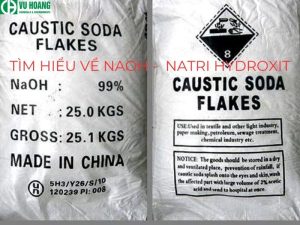 VU HOANG
CAUSTIC SODA
FLAKES
TÌM HIỂU VỀ NAOH - NATRI HYDROXIT
NaOH : 99%
NET : 25.0 KGS
GROSS: 25.1 KGS
MADE IN CHINA
5H3/Y26/S/10
120239 PI:008
8
CAUSTIC SODA
FLAKES
USE:Used in textile and other light industry,
paper making, petroleum, sewage treatment,
chemical industry etc.
NOTICE: The goods should be stored in a dry
and ventilated place, prevention of rainfall, if
caustic soda splash onto the eyes and skin,wash
the affected part with large volume of 2% acetic
acid and send to hospital at once.